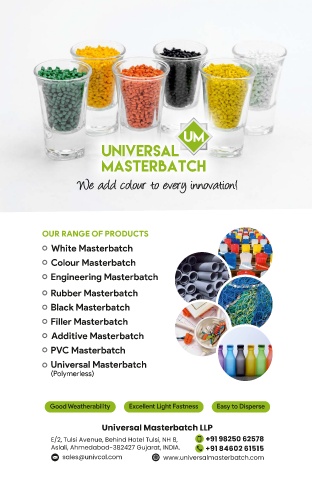 UM
UNIVERSAL
MASTERBATCH
We add colour to every innovation!
OUR RANGE OF PRODUCTS
White Masterbatch
Colour Masterbatch
Engineering Masterbatch
Rubber Masterbatch
Black Masterbatch
Filler Masterbatch
Additive Masterbatch
PVC Masterbatch
Universal Masterbatch
(Polymerless)
Good Weatherability
Excellent Light Fastness
Easy to Disperse
Universal Masterbatch LLP
E/2, Tulsi Avenue, Behind Hotel Tulsi, NH 8,
Aslali, Ahmedabad-382427 Gujarat, INDIA.
+91 98250 62578
+91 84602 61515
sales@univcol.com
www.universalmasterbatch.com